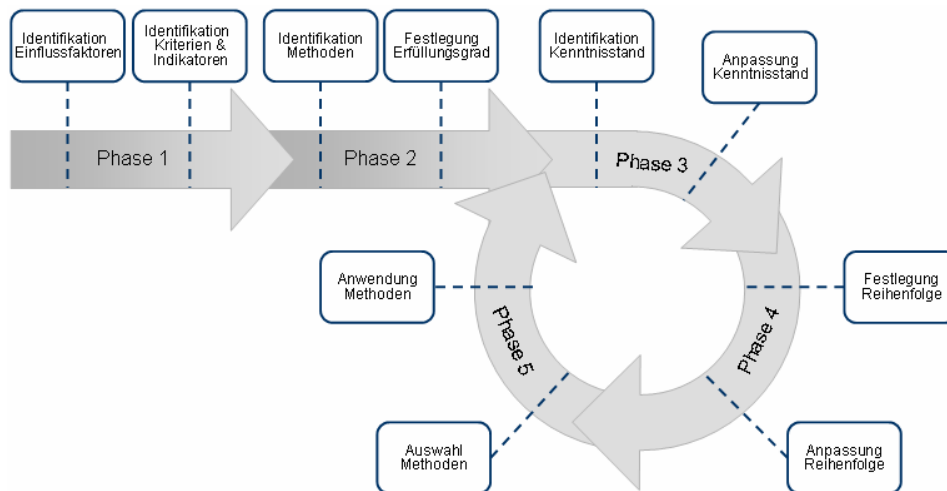 Identifikation
Einflussfaktoren
Identifikation
Kriterien &
Indikatoren
Identifikation
Methoden
Festlegung
Erfüllungsgrad
Identifikation
Kenntnisstand
Anpassung
Kenntnisstand
Phase 1
Phase 2
Phase 3
Anwendung
Methoden
Festlegung
Reihenfolge
Phase 5
Phase 4
Auswahl
Methoden
Anpassung
Reihenfolge